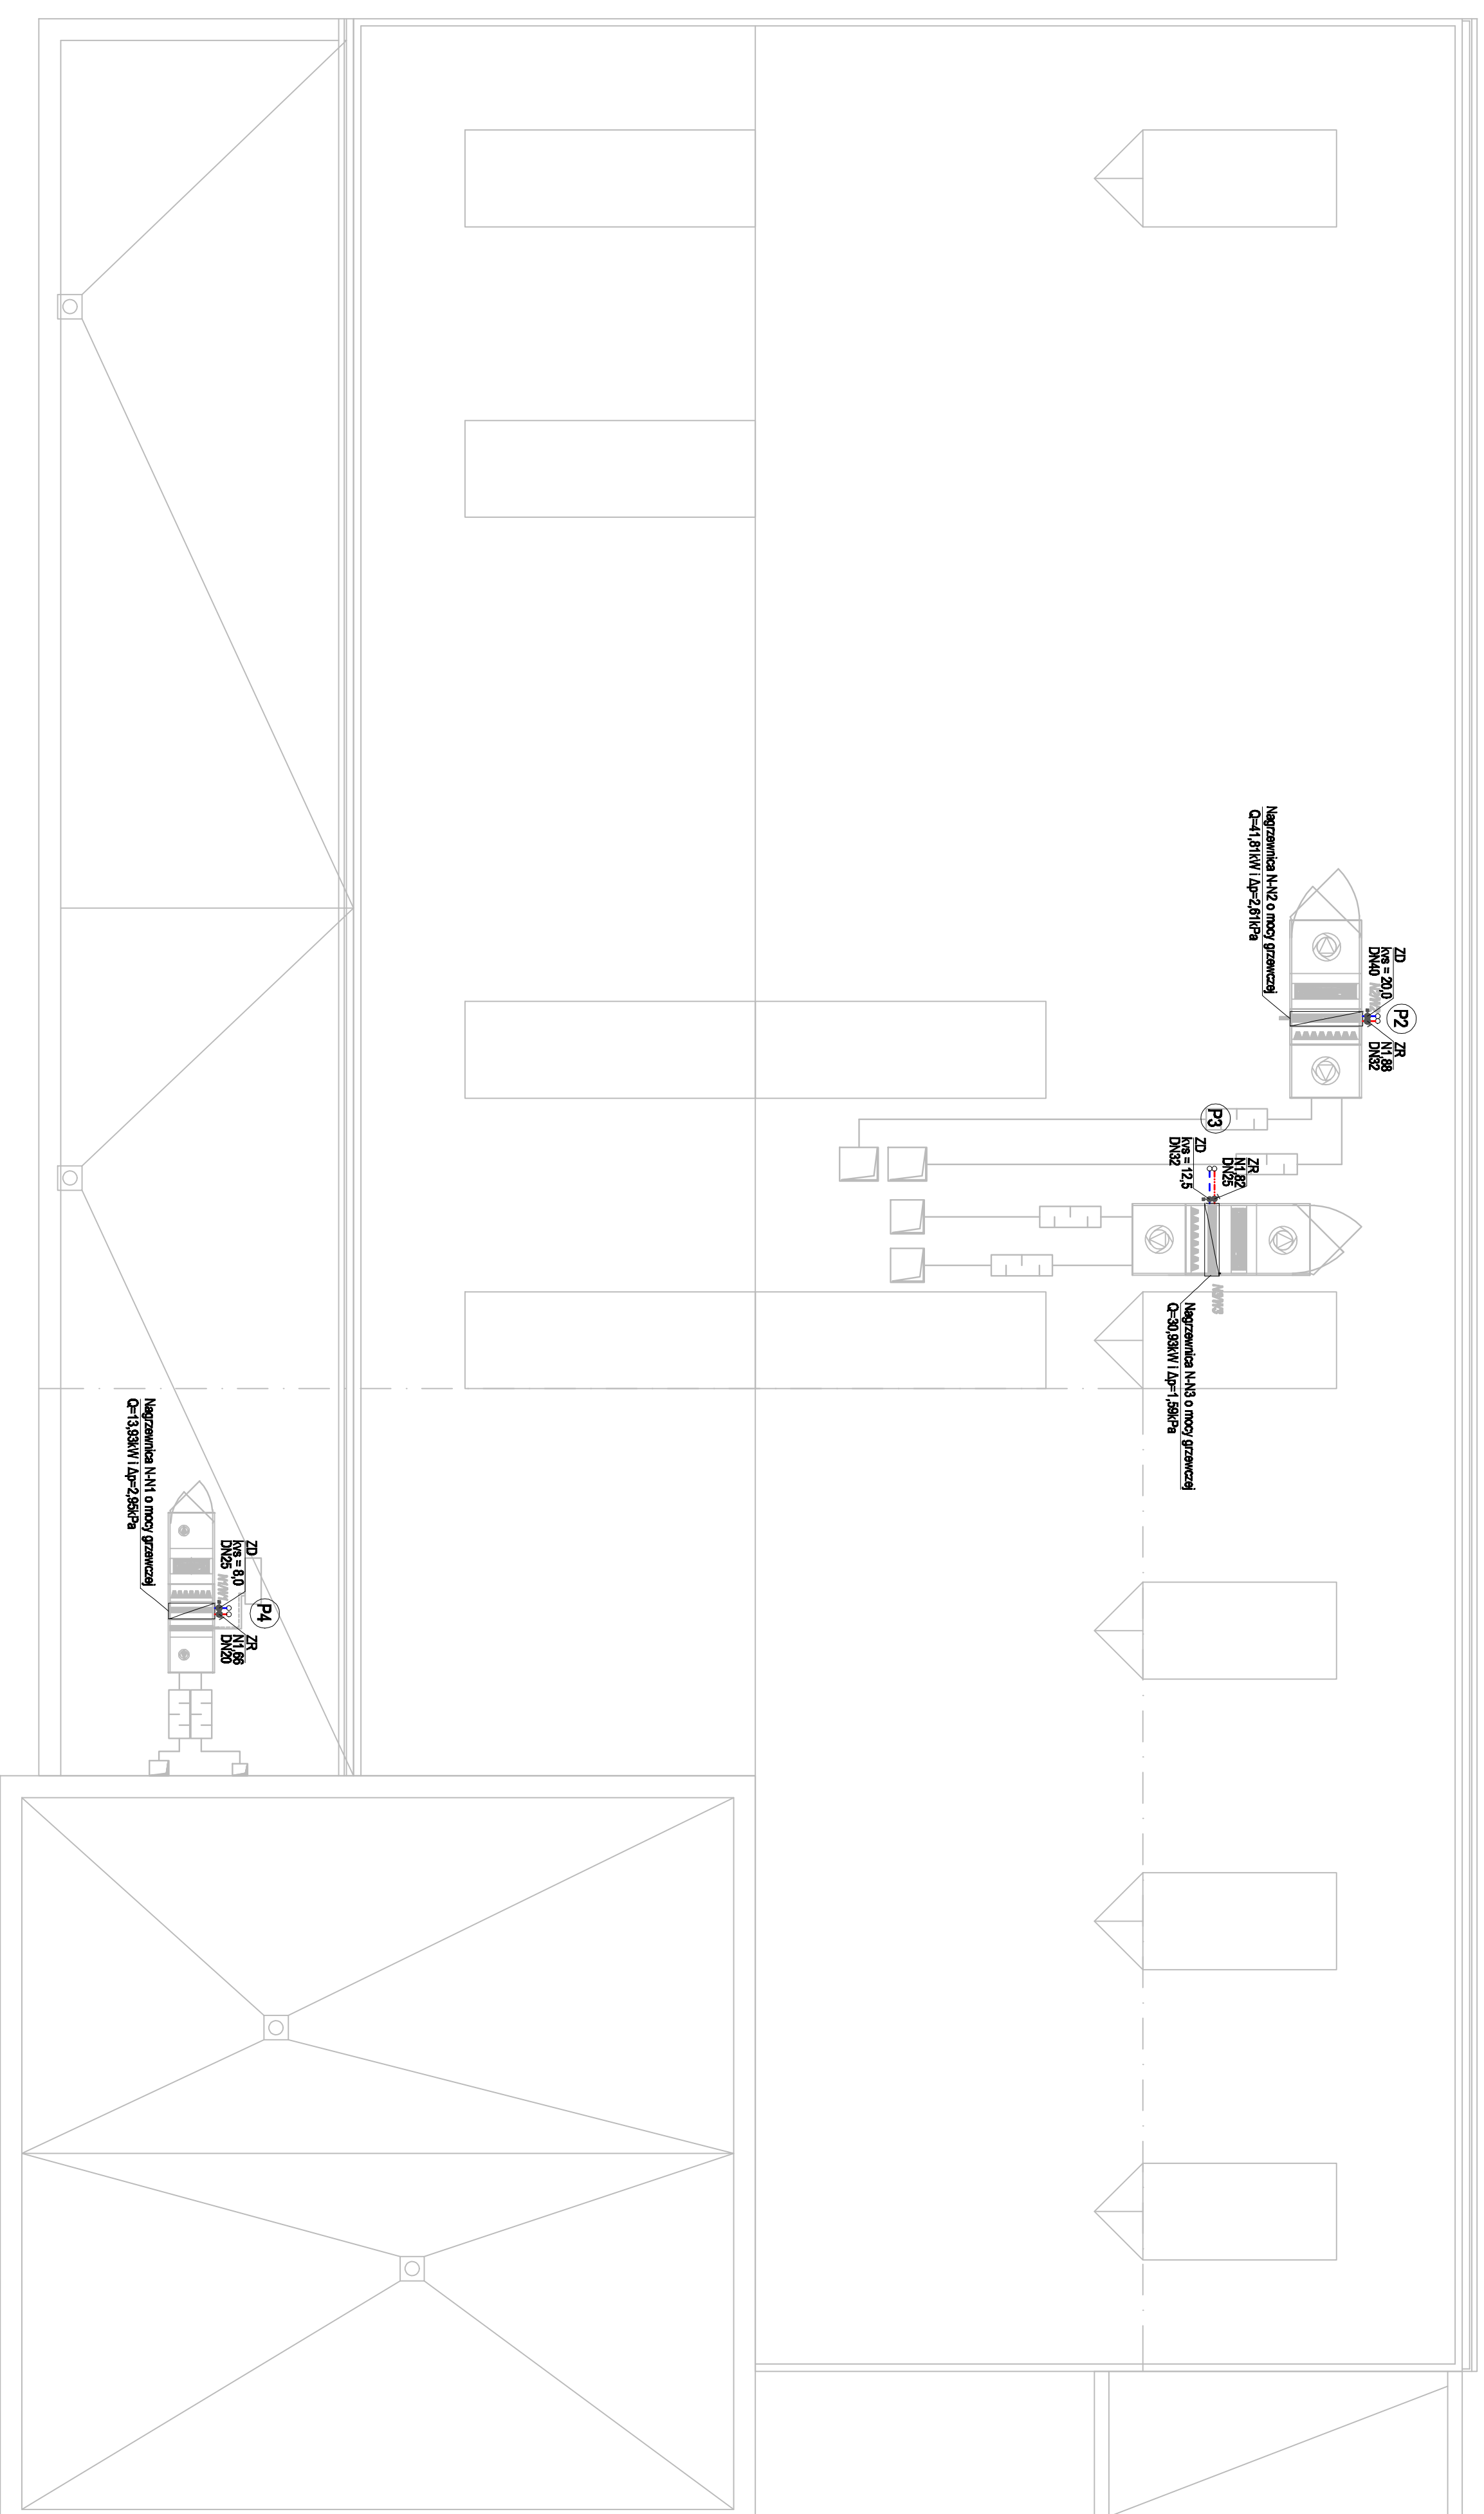 ZD
kvs = 20,0
DN40
P2
ZR
N1,88
DN32
Nagrzewnica N-N2 o mocy grzewczej
Q=41,81kW i Δp=2,61kPa
P3
ZR
N1,82
DN25
ZD
kvs = 12,5
DN32
Nagrzewnica N-N3 o mocy grzewczej
Q=30,93kW i Δp=1,59kPa
P4
ZD
kvs = 8,0
DN25
ZR
N1,66
DN20
Nagrzewnica N-N1 o mocy grzewczej
Q=13,93kW i Δp=2,95kPa